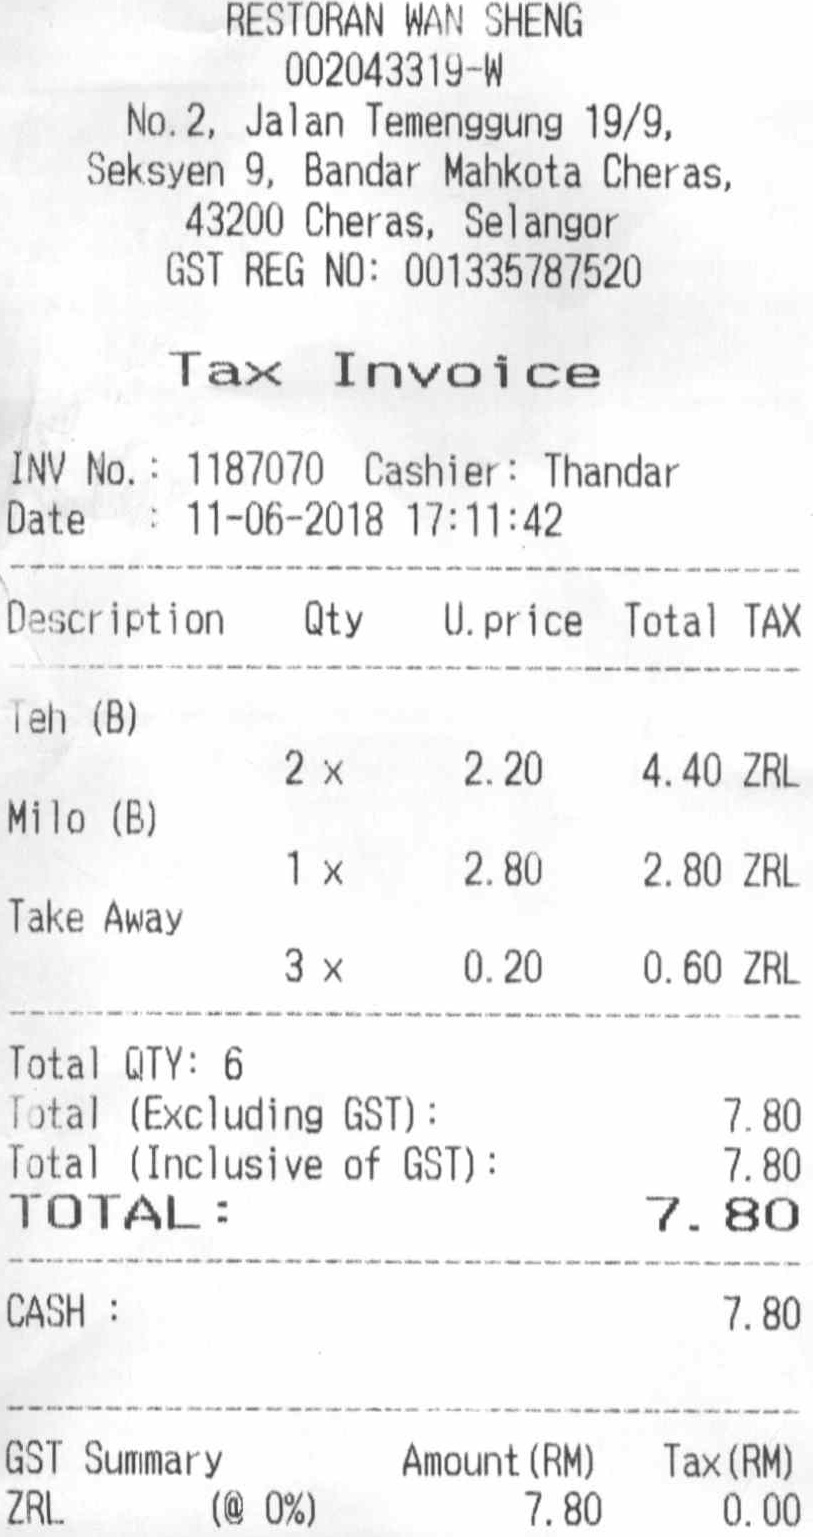 RESTORAN WAN SHENG
002043319-W
No.2, Jalan Temenggung 19/9,
Seksyen 9, Bandar Mahkota Cheras,
43200 Cheras, Selangor
GST REG NO: 001335787520
Tax Invoice
INV No.: 1187070 Cashier: Thandar
Date : 11-06-2018 17:11:42
Description Qty U.price Total TAX
Teh (B)
2 x 2.20 4.40 ZRL
Milo (B)
1 x 2.80 2.80 ZRL
Take Away
3 x 0.20 0.60 ZRL
Total QTY: 6
Total (Excluding GST): 7.80
Total (Inclusive of GST): 7.80
TOTAL: 7.80
CASH : 7.80
GST Summary Amount(RM) Tax(RM)
ZRL (@ 0%) 7.80 0.00